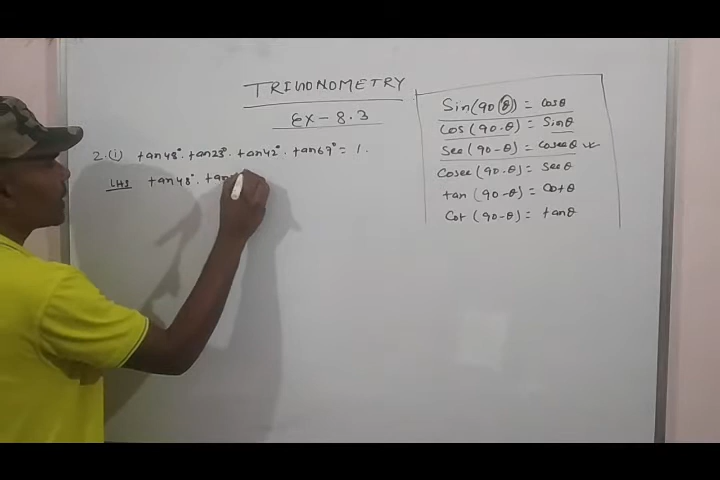 TRIGONOMETRY
Ex - 8.3
2.(i) tan48°. tan23°. tan42°. tan67° = 1.
LHS tan48°. tan
Sin(90 θ) = cosθ
Cos(90-θ) = Sinθ
Sec(90-θ) = Cosecθ
Cosec(90-θ) = Secθ
tan(90-θ) = Cotθ
Cot(90-θ) = tanθ